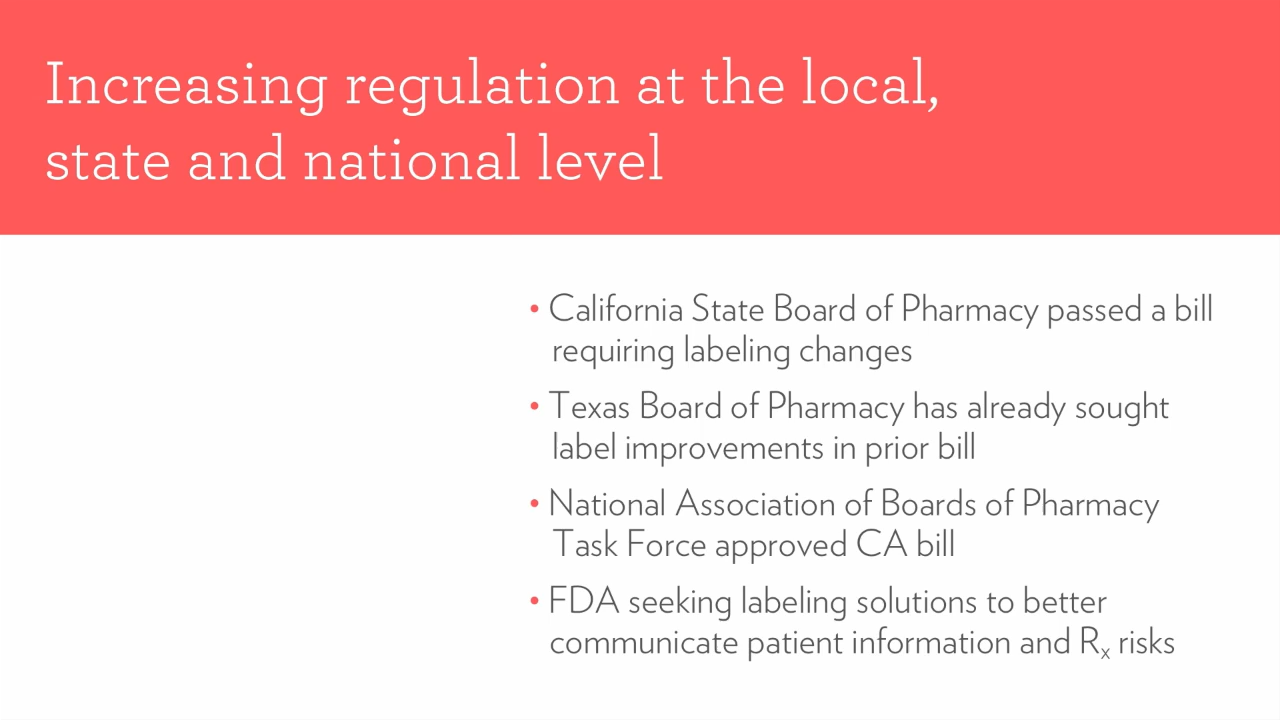 Increasing regulation at the local,
state and national level
• California State Board of Pharmacy passed a bill
requiring labeling changes
• Texas Board of Pharmacy has already sought
label improvements in prior bill
• National Association of Boards of Pharmacy
Task Force approved CA bill
• FDA seeking labeling solutions to better
communicate patient information and Rx risks